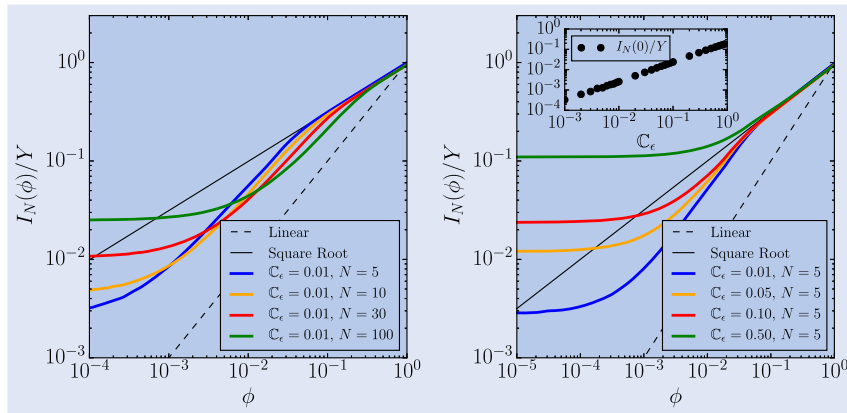 I_N(φ)/Y
10^0
10^{-1}
10^{-2}
10^{-3}
10^{-4}
10^{-3}
10^{-2}
10^{-1}
10^0
φ
Linear
Square Root
ℂ_ϵ = 0.01, N = 5
ℂ_ϵ = 0.01, N = 10
ℂ_ϵ = 0.01, N = 30
ℂ_ϵ = 0.01, N = 100
I_N(φ)/Y
10^0
10^{-1}
10^{-2}
10^{-3}
10^{-5}
10^{-4}
10^{-3}
10^{-2}
10^{-1}
10^0
φ
10^0
10^{-1}
10^{-2}
10^{-3}
10^{-4}
I_N(0)/Y
10^{-3}
10^{-2}
10^{-1}
10^0
ℂ_ϵ
Linear
Square Root
ℂ_ϵ = 0.01, N = 5
ℂ_ϵ = 0.05, N = 5
ℂ_ϵ = 0.10, N = 5
ℂ_ϵ = 0.50, N = 5